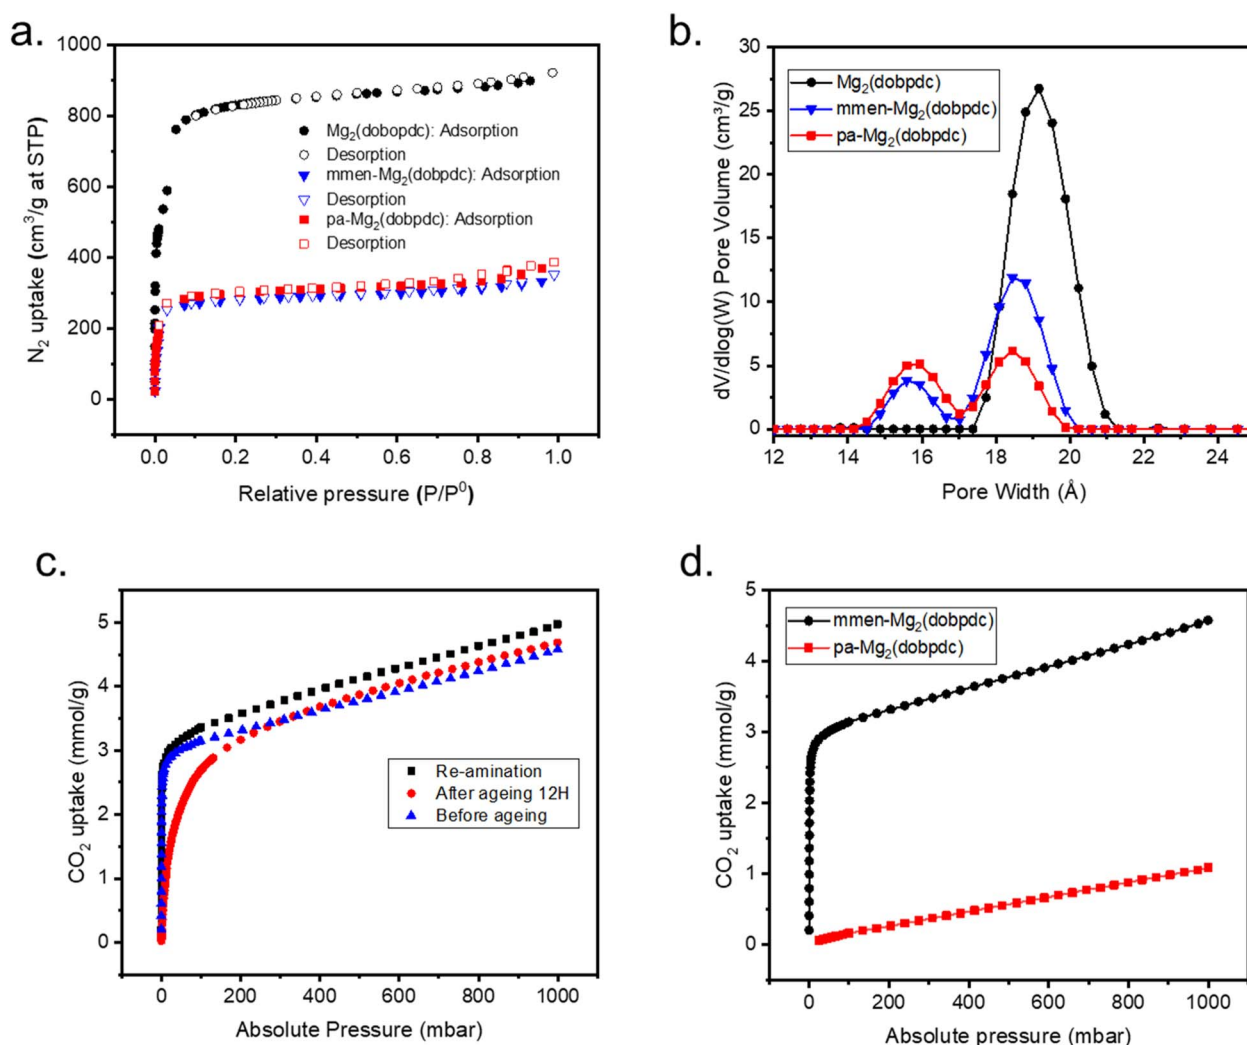 a.
1000
800
600
400
200
0
N₂ uptake (cm³/g at STP)
Mg₂(dobopdc): Adsorption
Desorption
mmen-Mg₂(dobpdc): Adsorption
Desorption
pa-Mg₂(dobpdc): Adsorption
Desorption
0.0 0.2 0.4 0.6 0.8 1.0
Relative pressure (P/P⁰)
b.
30
25
20
15
10
5
0
dV/dlog(W) Pore Volume (cm³/g)
Mg₂(dobpdc)
mmen-Mg₂(dobpdc)
pa-Mg₂(dobpdc)
12 14 16 18 20 22 24
Pore Width (Å)
c.
5
4
3
2
1
0
CO₂ uptake (mmol/g)
Re-amination
After ageing 12H
Before ageing
0 200 400 600 800 1000
Absolute Pressure (mbar)
d.
5
4
3
2
1
0
CO₂ uptake (mmol/g)
mmen-Mg₂(dobpdc)
pa-Mg₂(dobpdc)
0 200 400 600 800 1000
Absolute pressure (mbar)